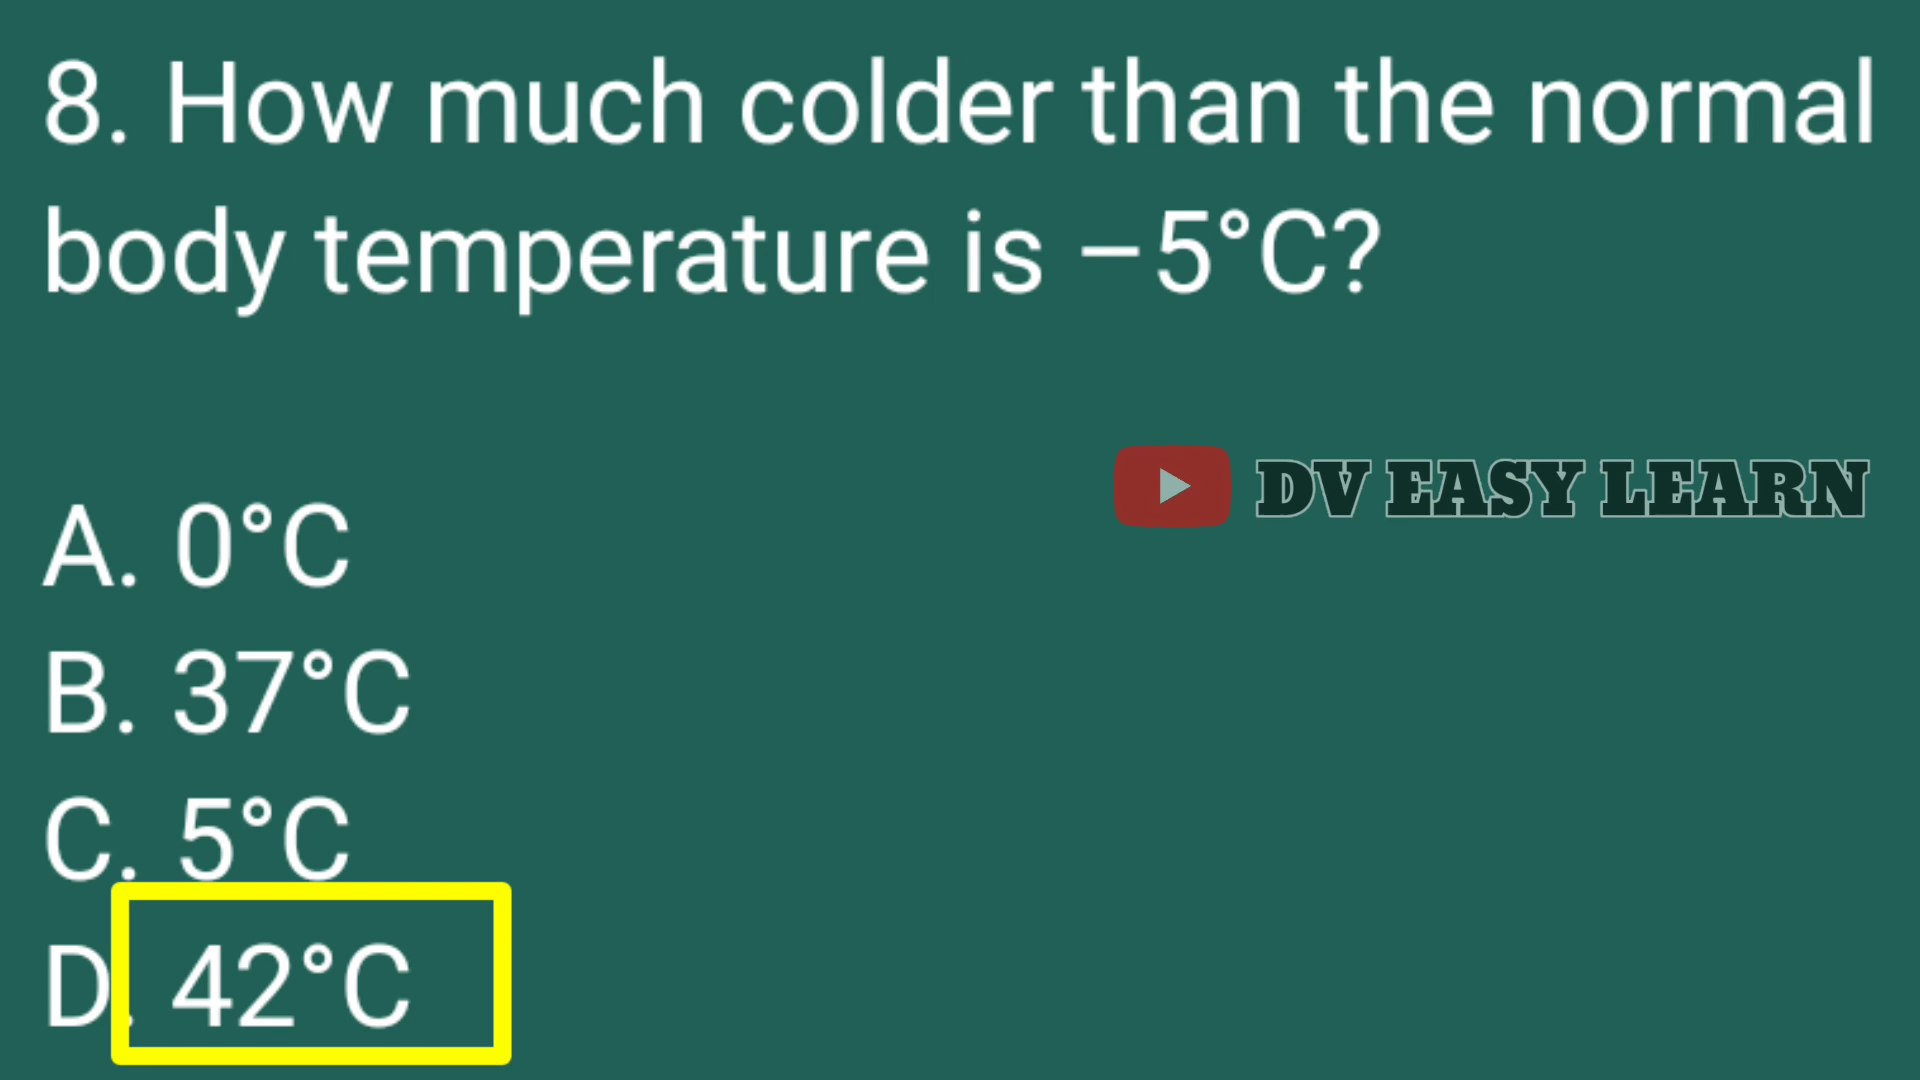 8. How much colder than the normal
body temperature is –5°C?
DV EASY LEARN
A. 0°C
B. 37°C
C. 5°C
D. 42°C